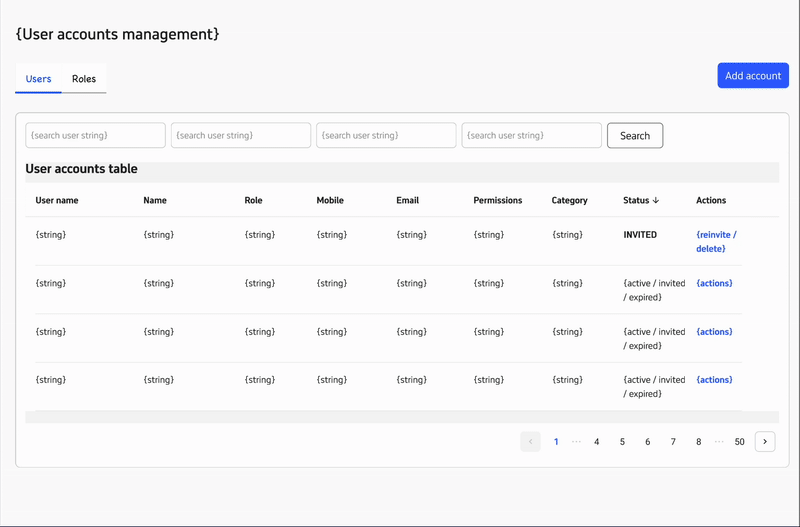 {User accounts management}
Users Roles
Add account
{search user string} {search user string} {search user string} {search user string} Search
User accounts table
User name Name Role Mobile Email Permissions Category Status ↓ Actions
{string} {string} {string} {string} {string} {string} {string} INVITED {reinvite /
delete}
{string} {string} {string} {string} {string} {string} {string} {active / invited {actions}
/ expired}
{string} {string} {string} {string} {string} {string} {string} {active / invited {actions}
/ expired}
{string} {string} {string} {string} {string} {string} {string} {active / invited {actions}
/ expired}
< 1 ··· 4 5 6 7 8 ··· 50 >